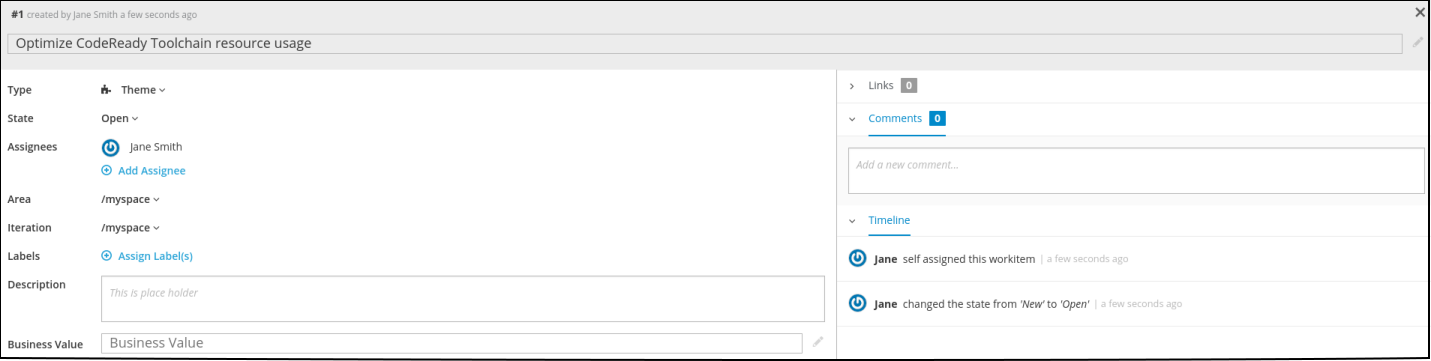 #1 created by Jane Smith a few seconds ago
Optimize CodeReady Toolchain resource usage
Type Theme
State Open
Assignees Jane Smith
Add Assignee
Area /myspace
Iteration /myspace
Labels Assign Label(s)
Description This is place holder
Business Value Business Value
Links 0
Comments 0
Add a new comment...
Timeline
Jane self assigned this workitem | a few seconds ago
Jane changed the state from 'New' to 'Open' | a few seconds ago